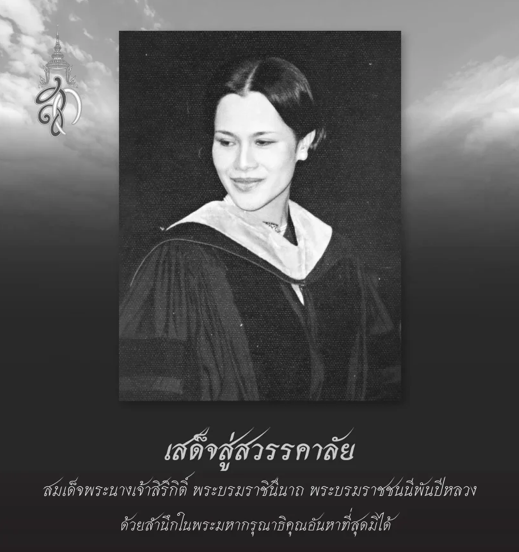 เสด็จสู่สวรรคาลัย
สมเด็จพระนางเจ้าสิริกิติ์ พระบรมราชินีนาถ พระบรมราชชนนีพันปีหลวง
ด้วยสำนึกในพระมหากรุณาธิคุณอันหาที่สุดมิได้